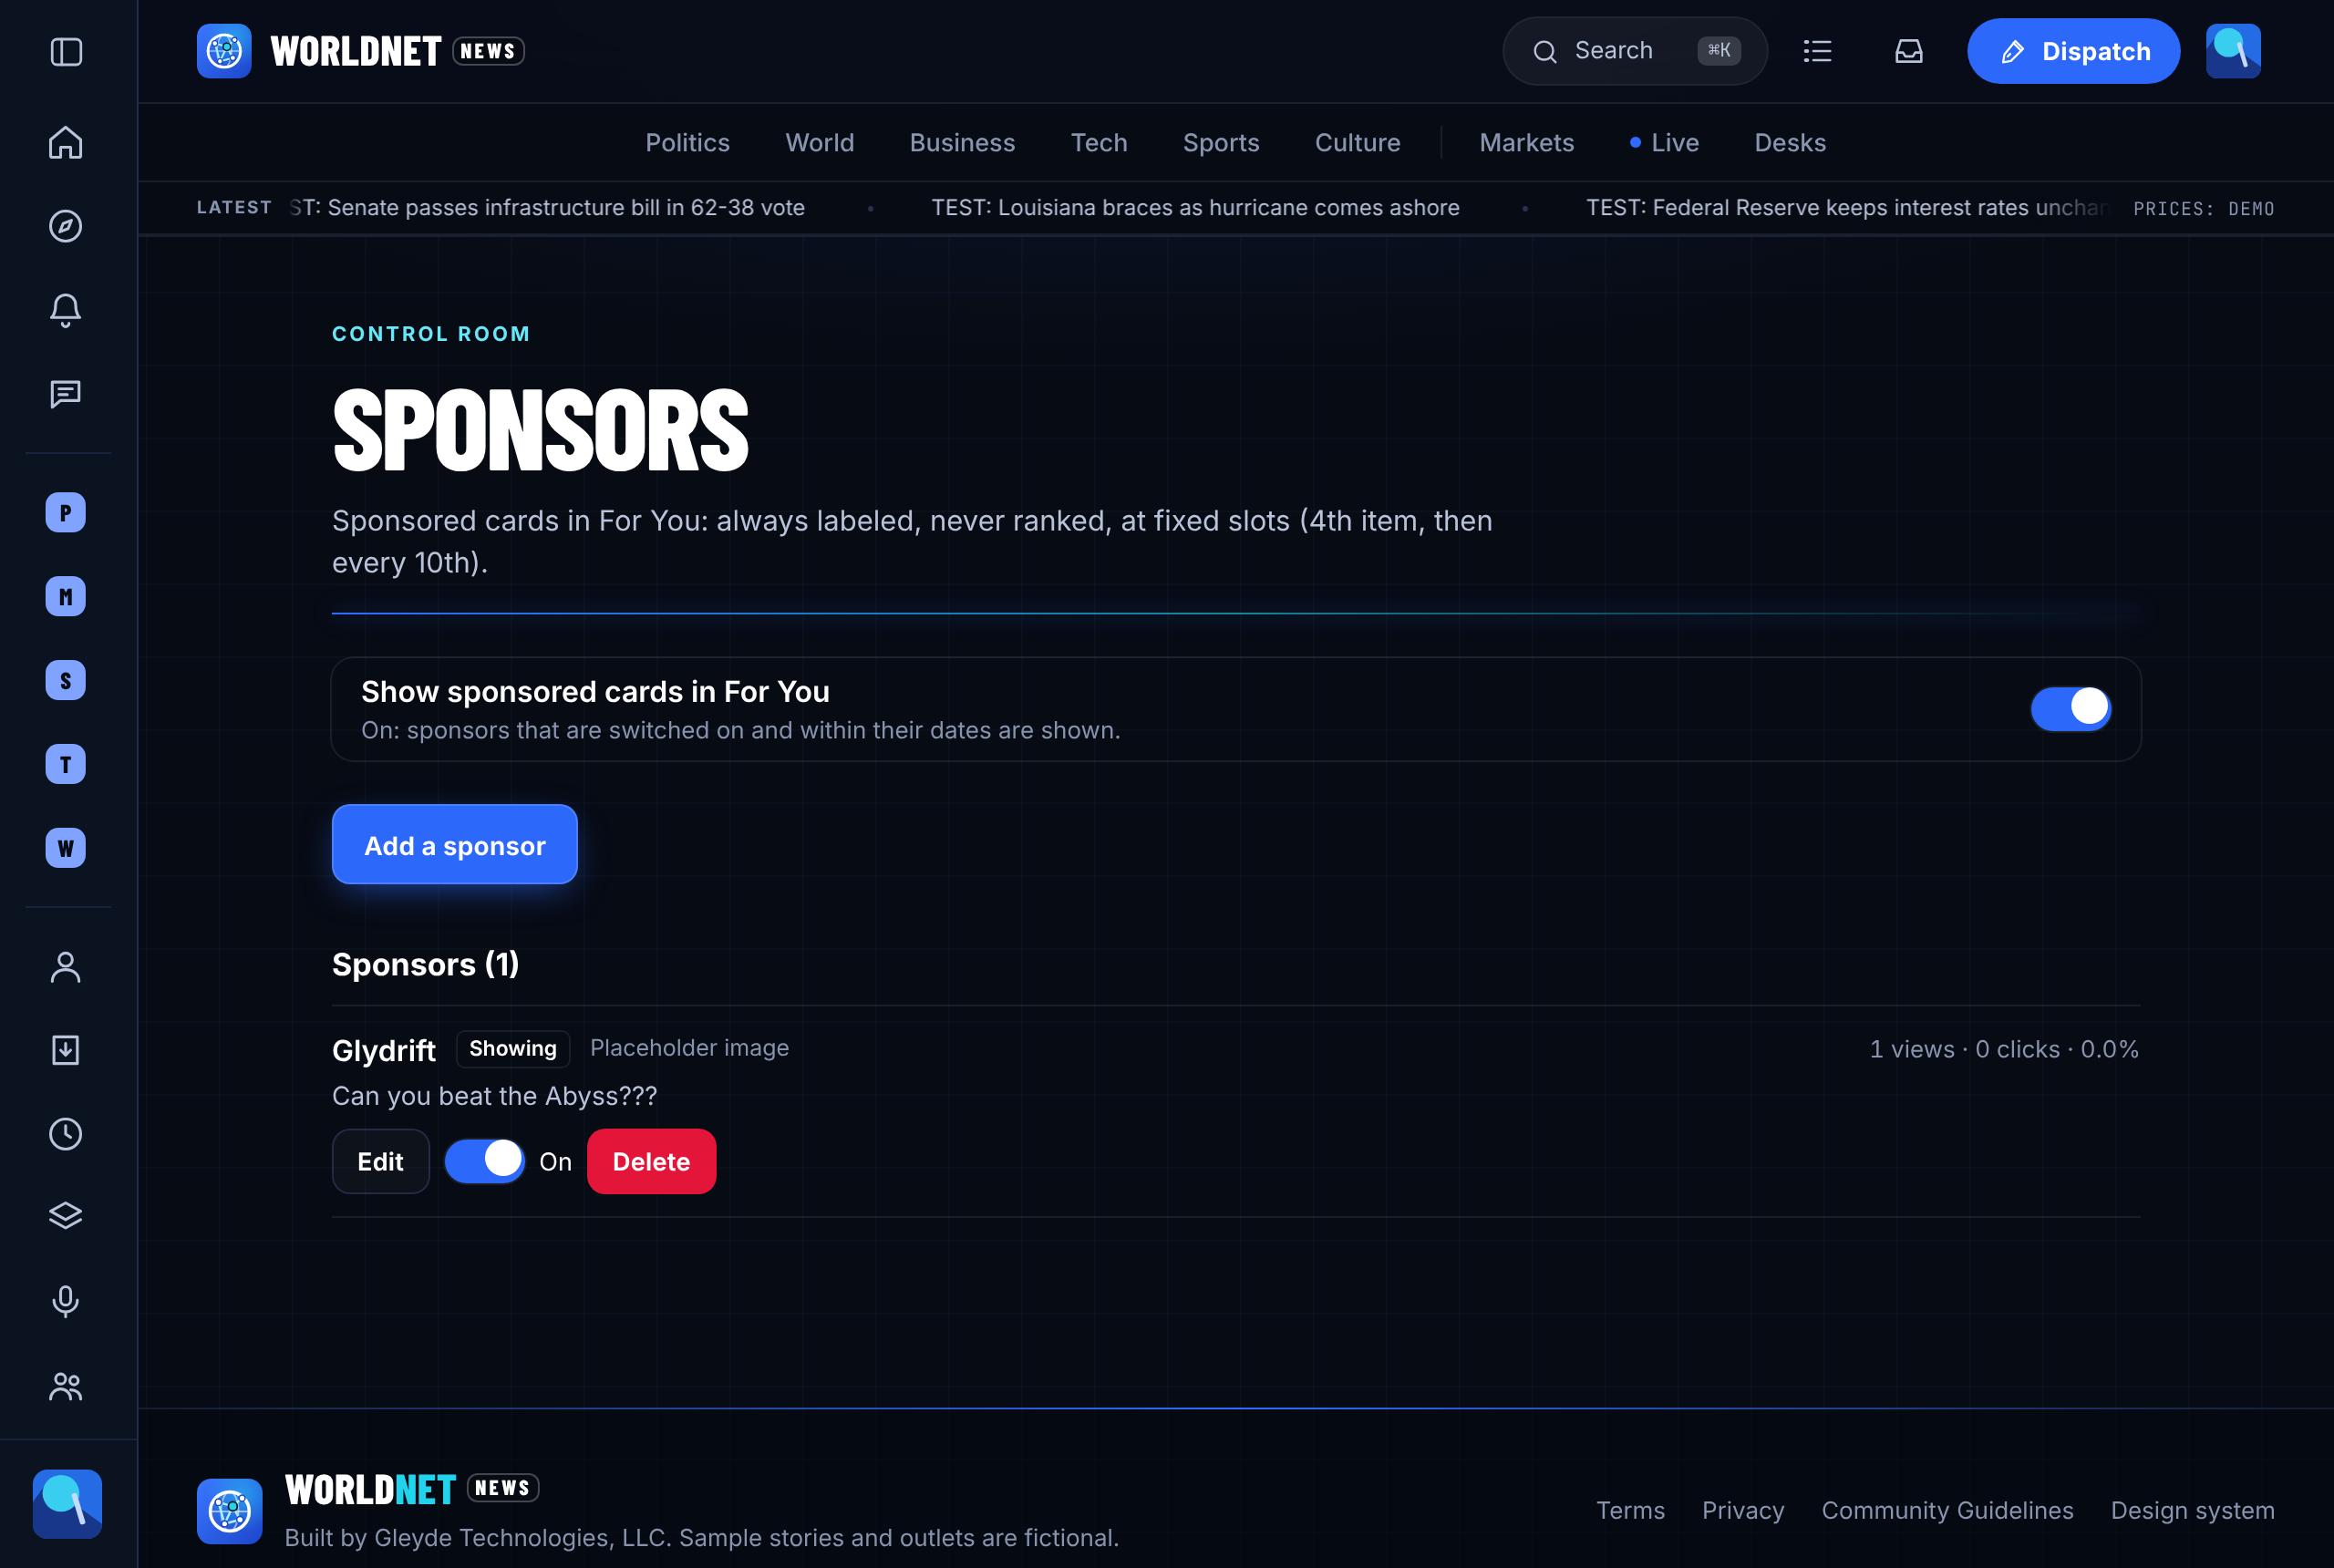 WORLDNET NEWS
Search ⌘K
Dispatch
Politics World Business Tech Sports Culture Markets Live Desks
LATEST ST: Senate passes infrastructure bill in 62-38 vote • TEST: Louisiana braces as hurricane comes ashore • TEST: Federal Reserve keeps interest rates unchan PRICES: DEMO
CONTROL ROOM
SPONSORS
Sponsored cards in For You: always labeled, never ranked, at fixed slots (4th item, then
every 10th).
Show sponsored cards in For You
On: sponsors that are switched on and within their dates are shown.
Add a sponsor
Sponsors (1)
Glydrift Showing Placeholder image 1 views · 0 clicks · 0.0%
Can you beat the Abyss???
Edit On Delete
P
M
S
T
W
WORLDNET NEWS
Built by Gleyde Technologies, LLC. Sample stories and outlets are fictional.
Terms Privacy Community Guidelines Design system